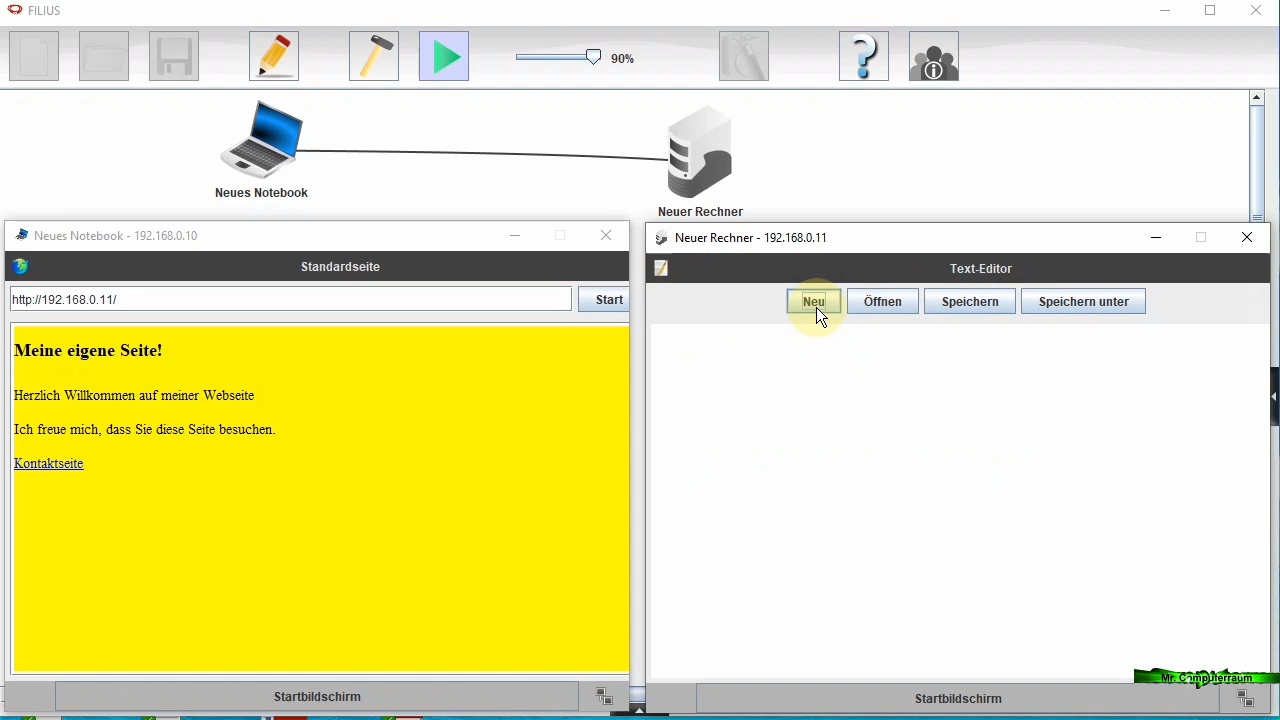 FILIUS
90%
Neues Notebook
Neuer Rechner
Neues Notebook - 192.168.0.10
Standardseite
http://192.168.0.11/
Start
Meine eigene Seite!
Herzlich Willkommen auf meiner Webseite
Ich freue mich, dass Sie diese Seite besuchen.
Kontaktseite
Startbildschirm
Neuer Rechner - 192.168.0.11
Text-Editor
Neu
Öffnen
Speichern
Speichern unter
Mr. Computerraum
Startbildschirm